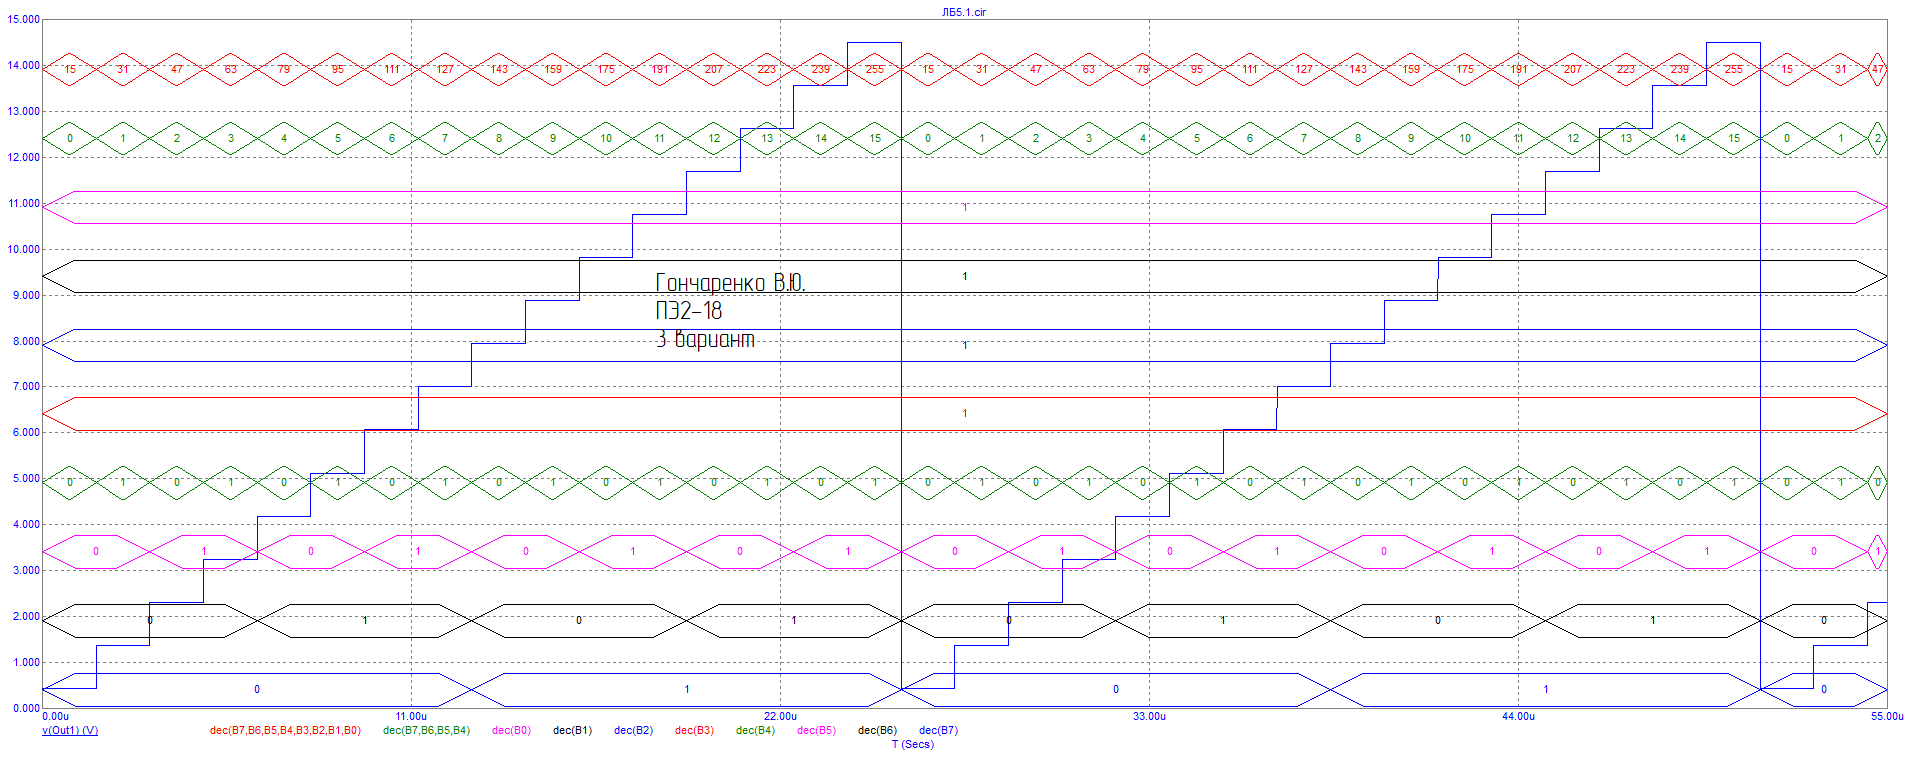 ЛБ5.1.cir
15.000
14.000
13.000
12.000
11.000
10.000
9.000
8.000
7.000
6.000
5.000
4.000
3.000
2.000
1.000
0.000
15 31 47 63 79 95 111 127 143 159 175 191 207 223 239 255 15 31 47 63 79 95 111 127 143 159 175 191 207 223 239 255 15 31 47
0 1 2 3 4 5 6 7 8 9 10 11 12 13 14 15 0 1 2 3 4 5 6 7 8 9 10 11 12 13 14 15 0 1 2
1
1
Гончаренко В.Ю.
ПЭ2-18
3 вариант
1
1
0 1 0 1 0 1 0 1 0 1 0 1 0 1 0 1 0 1 0 1 0 1 0 1 0 1 0 1 0 1 0 1 0 1 0
0 1 0 1 0 1 0 1 0 1 0 1 0 1 0 1 0 1
0 1 0 1 0 1 0 1 0
0 1 0 1 0
0.00u 11.00u 22.00u 33.00u 44.00u 55.00u
v(Out1) (V) dec(B7,B6,B5,B4,B3,B2,B1,B0) dec(B7,B6,B5,B4) dec(B0) dec(B1) dec(B2) dec(B3) dec(B4) dec(B5) dec(B6) dec(B7)
T (Secs)